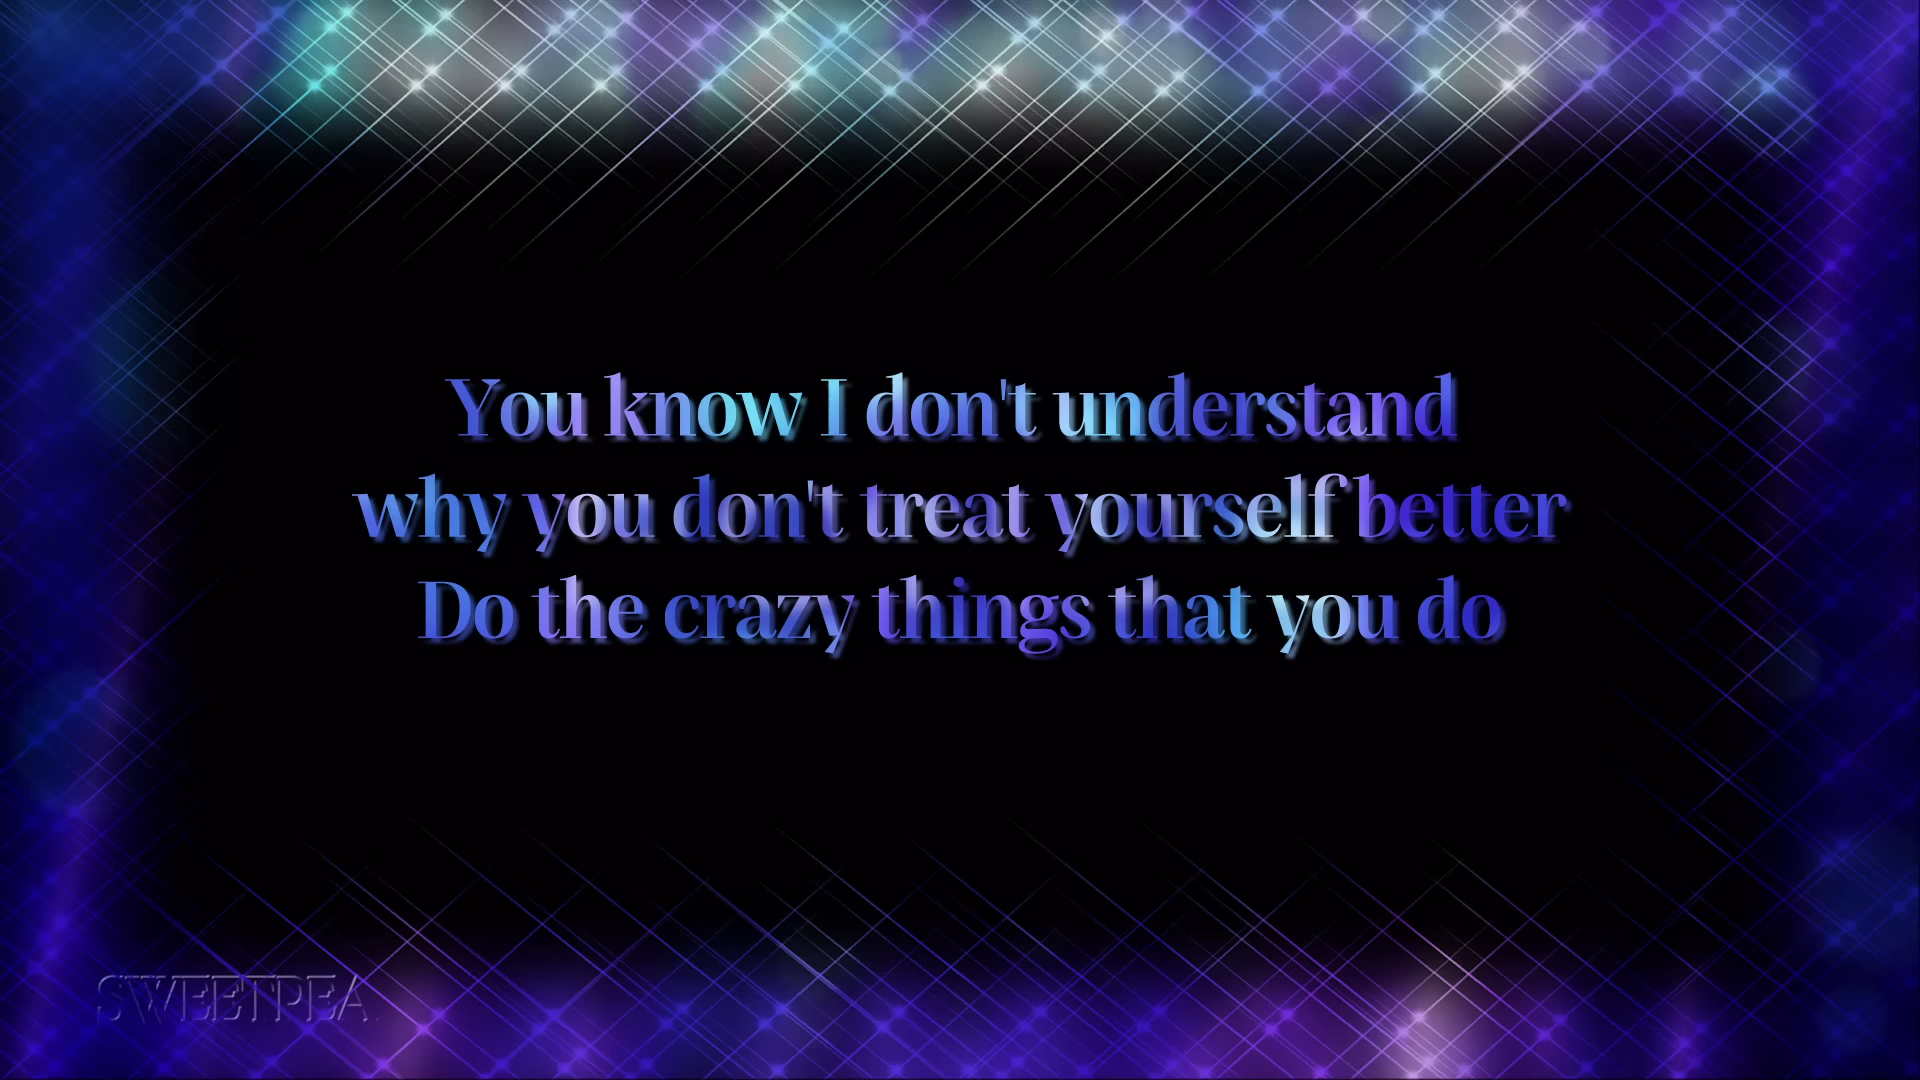 You know I don't understand
why you don't treat yourself better
Do the crazy things that you do
SWEETPEA